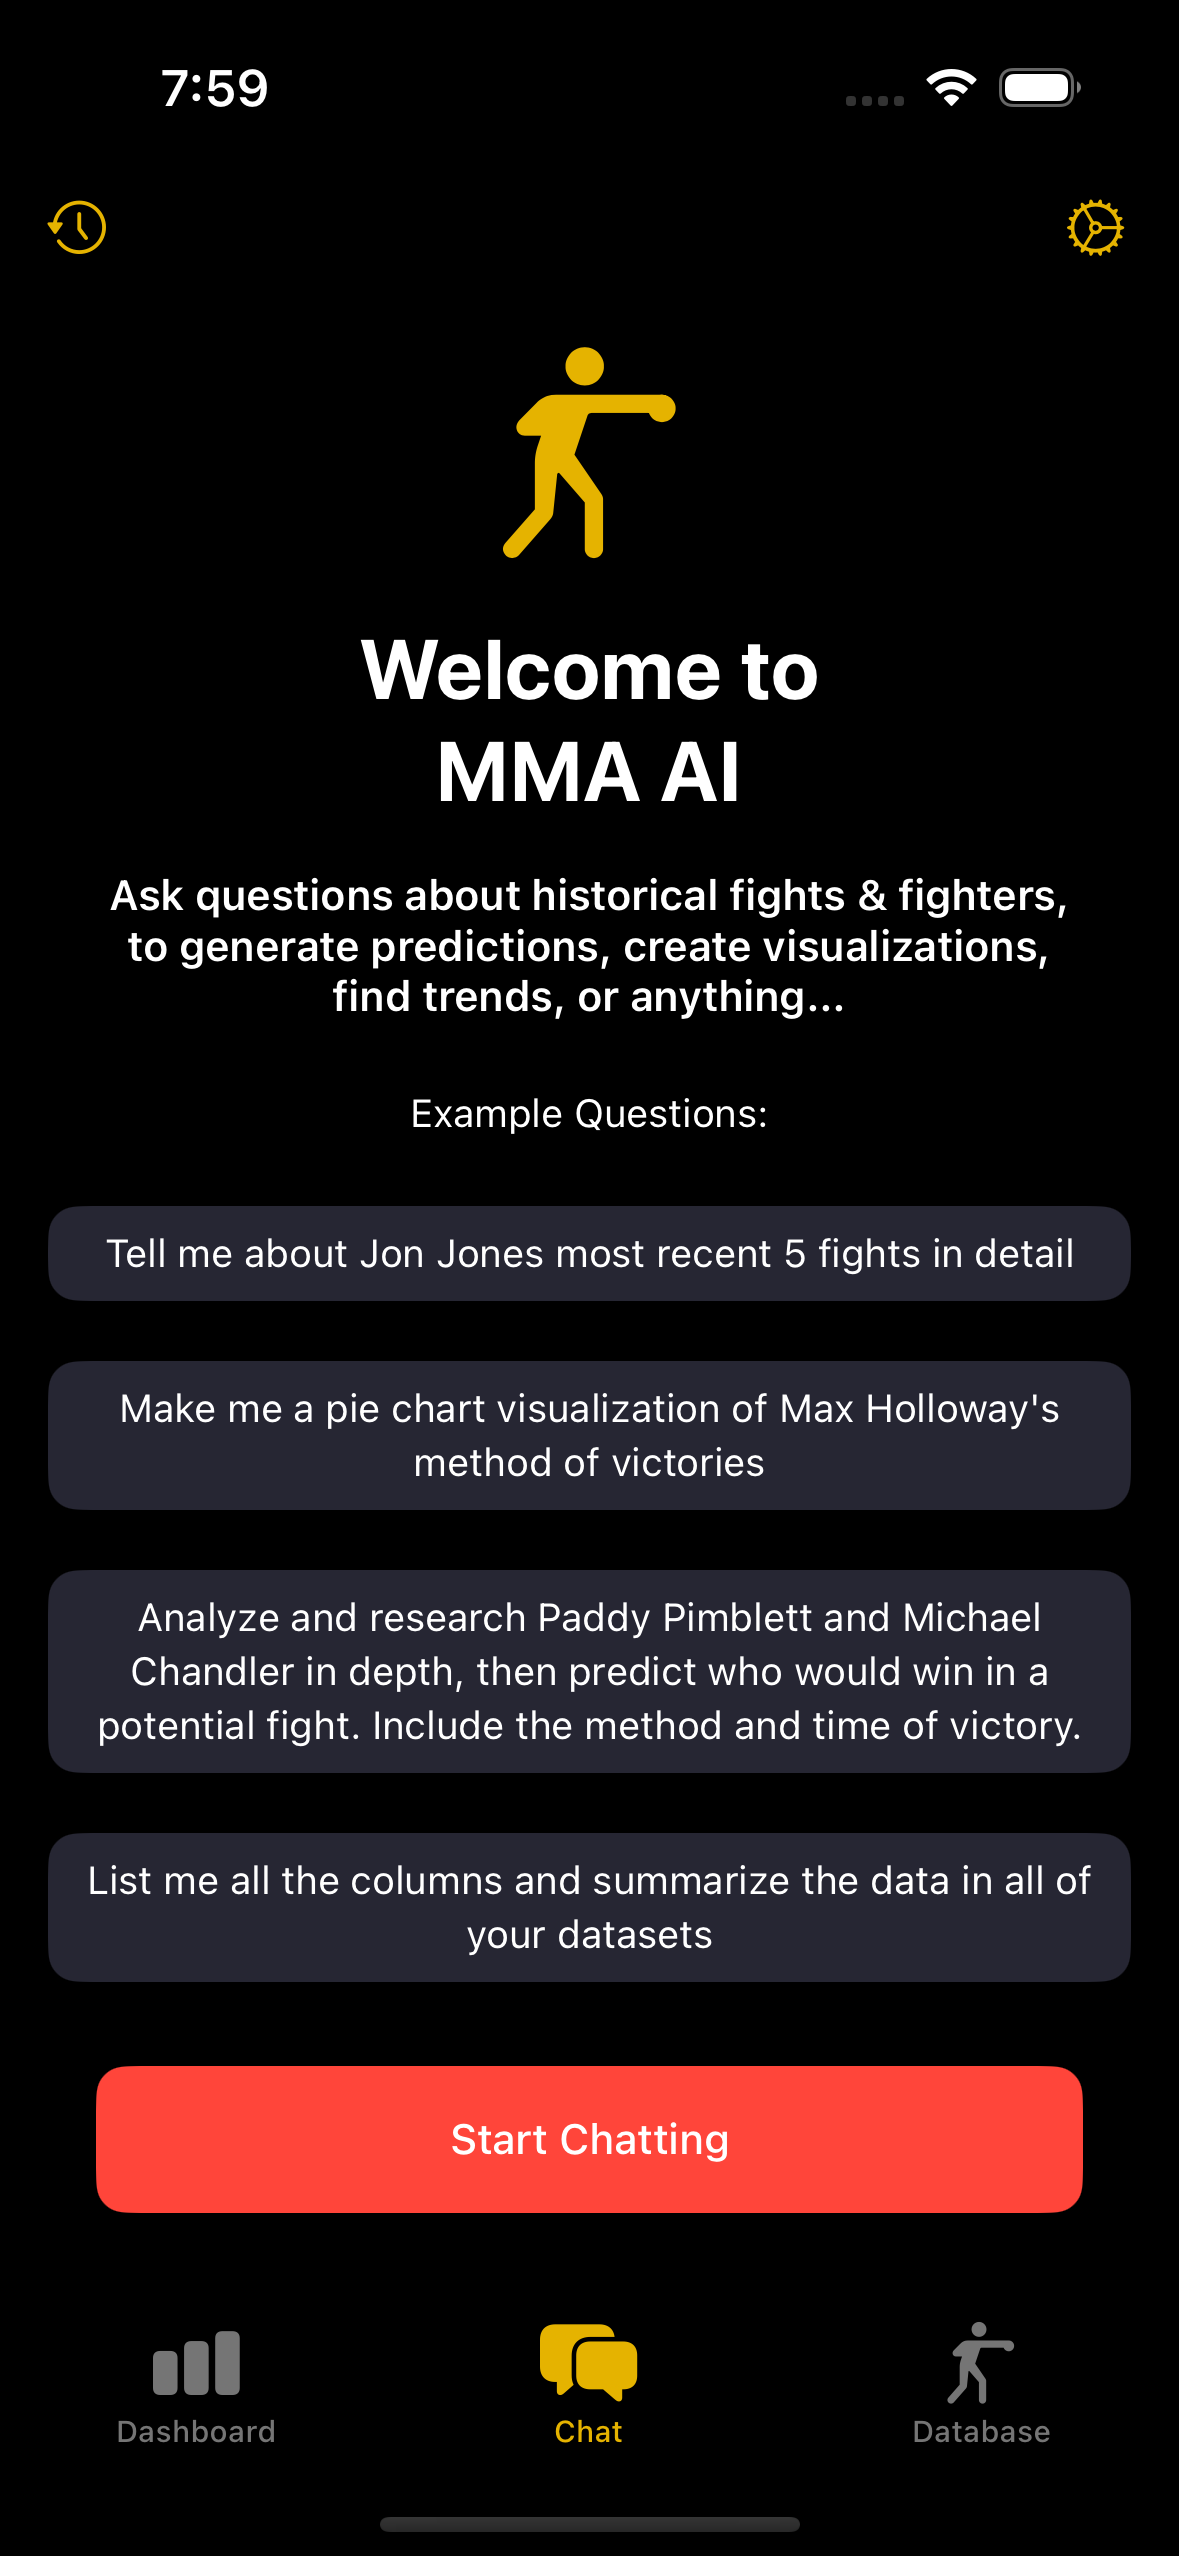 7:59
Welcome to
MMA AI
Ask questions about historical fights & fighters,
to generate predictions, create visualizations,
find trends, or anything...
Example Questions:
Tell me about Jon Jones most recent 5 fights in detail
Make me a pie chart visualization of Max Holloway's
method of victories
Analyze and research Paddy Pimblett and Michael
Chandler in depth, then predict who would win in a
potential fight. Include the method and time of victory.
List me all the columns and summarize the data in all of
your datasets
Start Chatting
Dashboard
Chat
Database